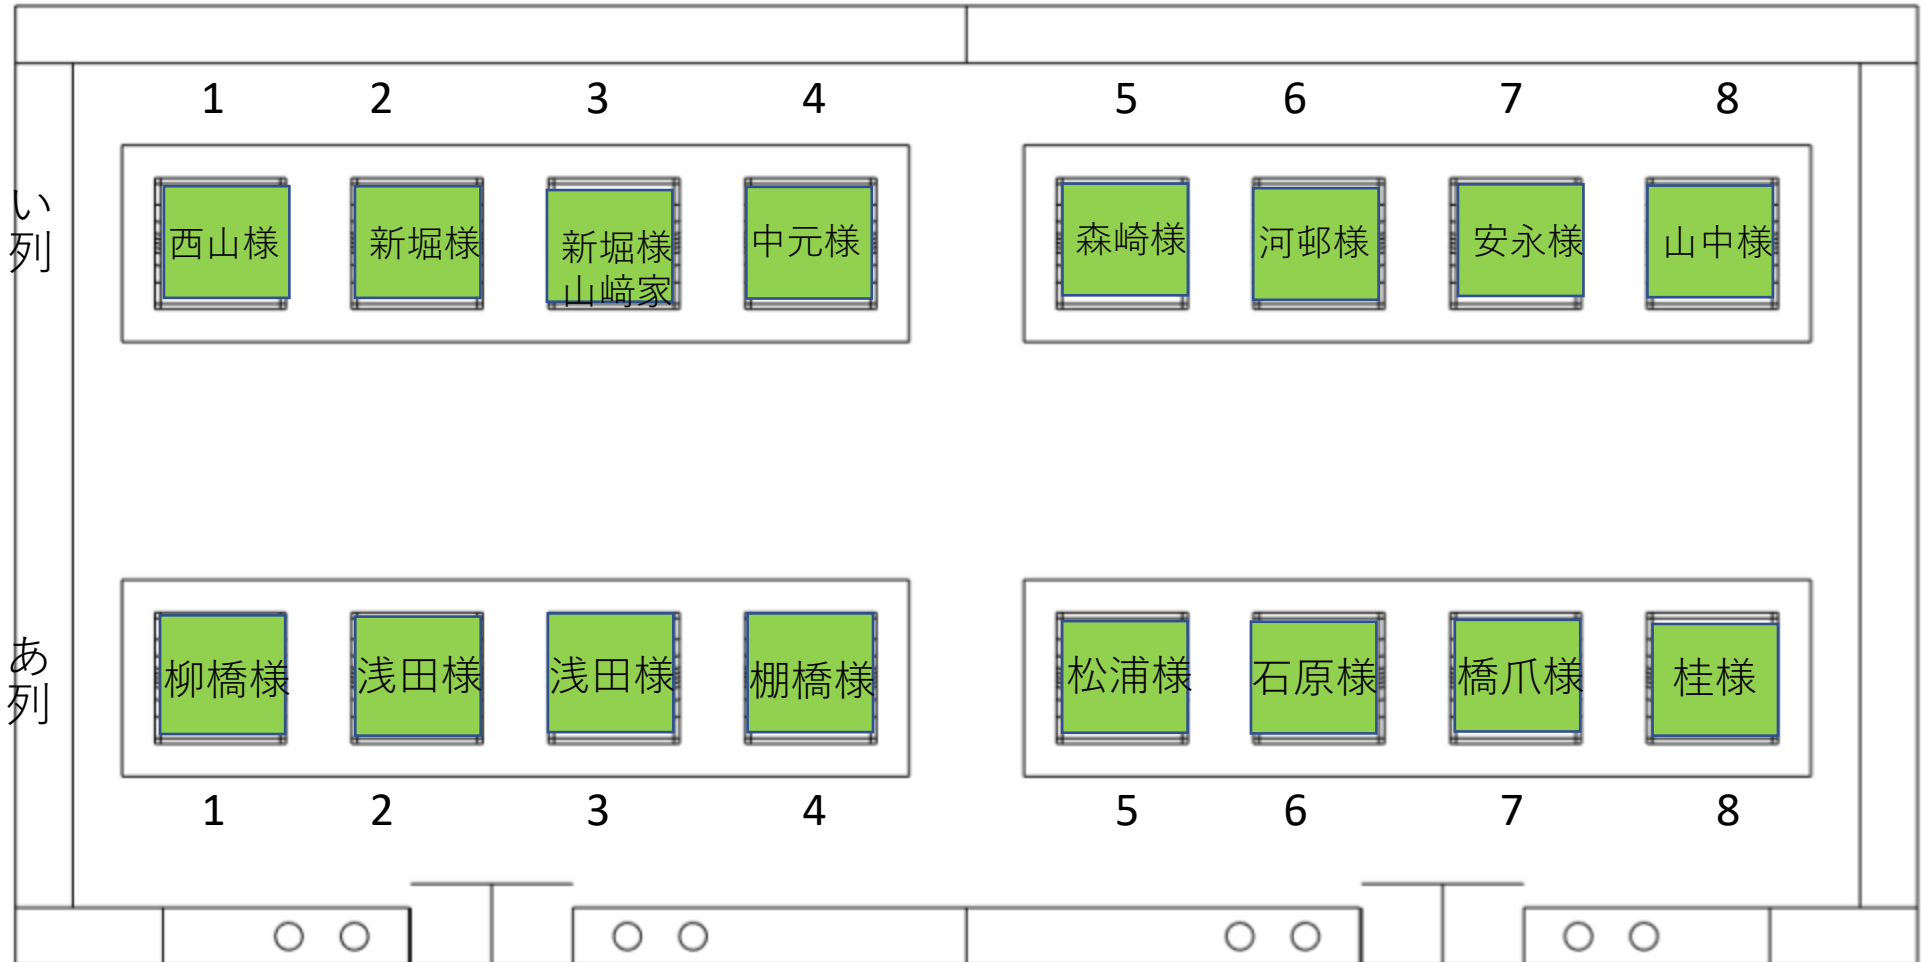 1 2 3 4 5 6 7 8
い列
西山様 新堀様 新堀様 中元様 森崎様 河邨様 安永様 山中様
山﨑家
あ列
柳橋様 浅田様 浅田様 棚橋様 松浦様 石原様 橋爪様 桂様
1 2 3 4 5 6 7 8